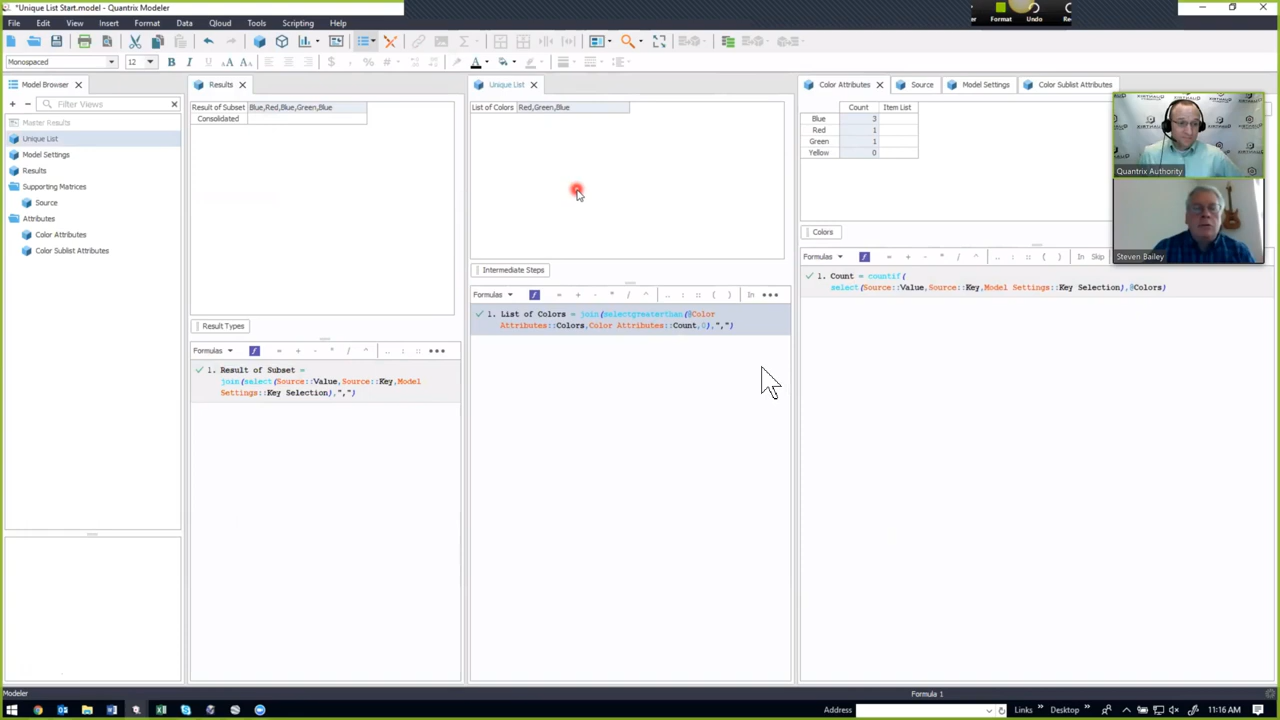 *Unique List Start.model - Quantrix Modeler
Format
Undo
File Edit View Insert Format Data Qloud Tools Scripting Help
Monospaced 12 B I U
Model Browser
Filter Views
Master Results
Unique List
Model Settings
Results
Supporting Matrices
Source
Attributes
Color Attributes
Color Sublist Attributes
Results
Result of Subset Blue,Red,Blue,Green,Blue
Consolidated
Result Types
Formulas
1. Result of Subset =
join(select(Source::Value,Source::Key,Model
Settings::Key Selection),",")
Unique List
List of Colors Red,Green,Blue
Intermediate Steps
Formulas = + - * / ^ .. : :: ( ) In
1. List of Colors = join(selectgreaterthan(@Color
Attributes::Colors,Color Attributes::Count,0),",")
Color Attributes Source Model Settings Color Sublist Attributes
Count Item List
Blue 3
Red 1
Green 1
Yellow 0
Colors
Formulas = + - * / ^ .. : :: ( ) In Skip
1. Count = countif(
select(Source::Value,Source::Key,Model Settings::Key Selection),@Colors)
Quantrix Authority
Steven Bailey
Modeler
Formula 1
Address Links Desktop 11:16 AM